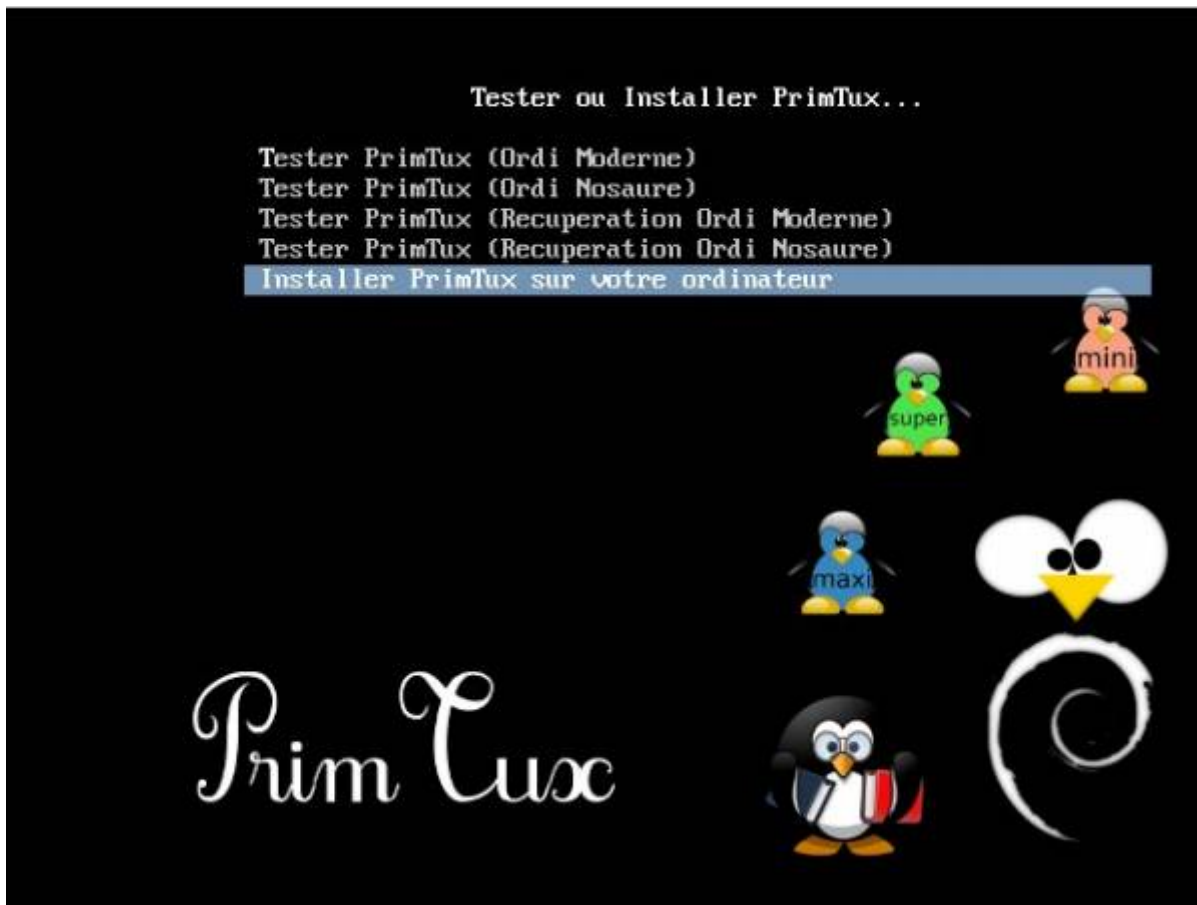 Tester ou Installer PrimTux...
Tester PrimTux (Ordi Moderne)
Tester PrimTux (Ordi Nosaure)
Tester PrimTux (Recuperation Ordi Moderne)
Tester PrimTux (Recuperation Ordi Nosaure)
Installer PrimTux sur votre ordinateur
mini
super
maxi
PrimTux